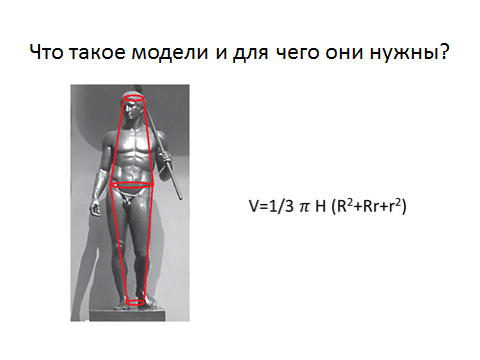 Что такое модели и для чего они нужны?
V=1/3 𝜋 H (R²+Rr+r²)